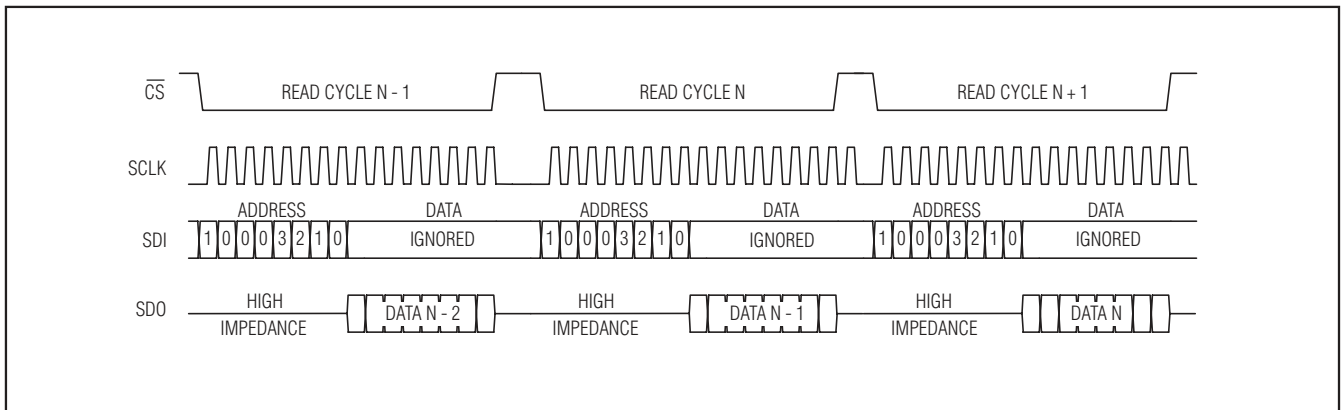 CS READ CYCLE N - 1 READ CYCLE N READ CYCLE N + 1
SCLK
ADDRESS DATA ADDRESS DATA ADDRESS DATA
SDI 1 0 0 0 3 2 1 0 IGNORED 1 0 0 0 3 2 1 0 IGNORED 1 0 0 0 3 2 1 0 IGNORED
SDO HIGH IMPEDANCE DATA N - 2 HIGH IMPEDANCE DATA N - 1 HIGH IMPEDANCE DATA N